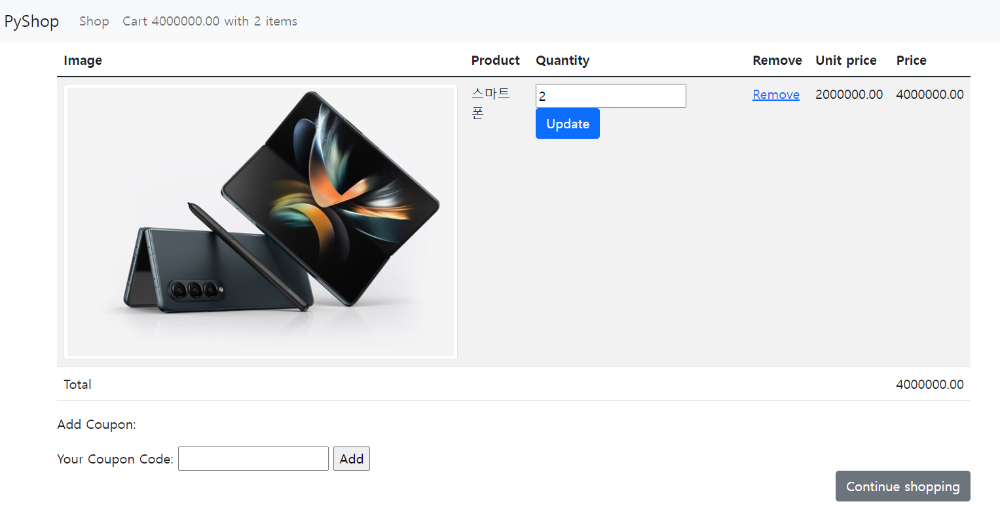 PyShop Shop Cart 4000000.00 with 2 items
Image Product Quantity Remove Unit price Price
스마트
폰
2
Update
Remove 2000000.00 4000000.00
Total 4000000.00
Add Coupon:
Your Coupon Code: Add
Continue shopping